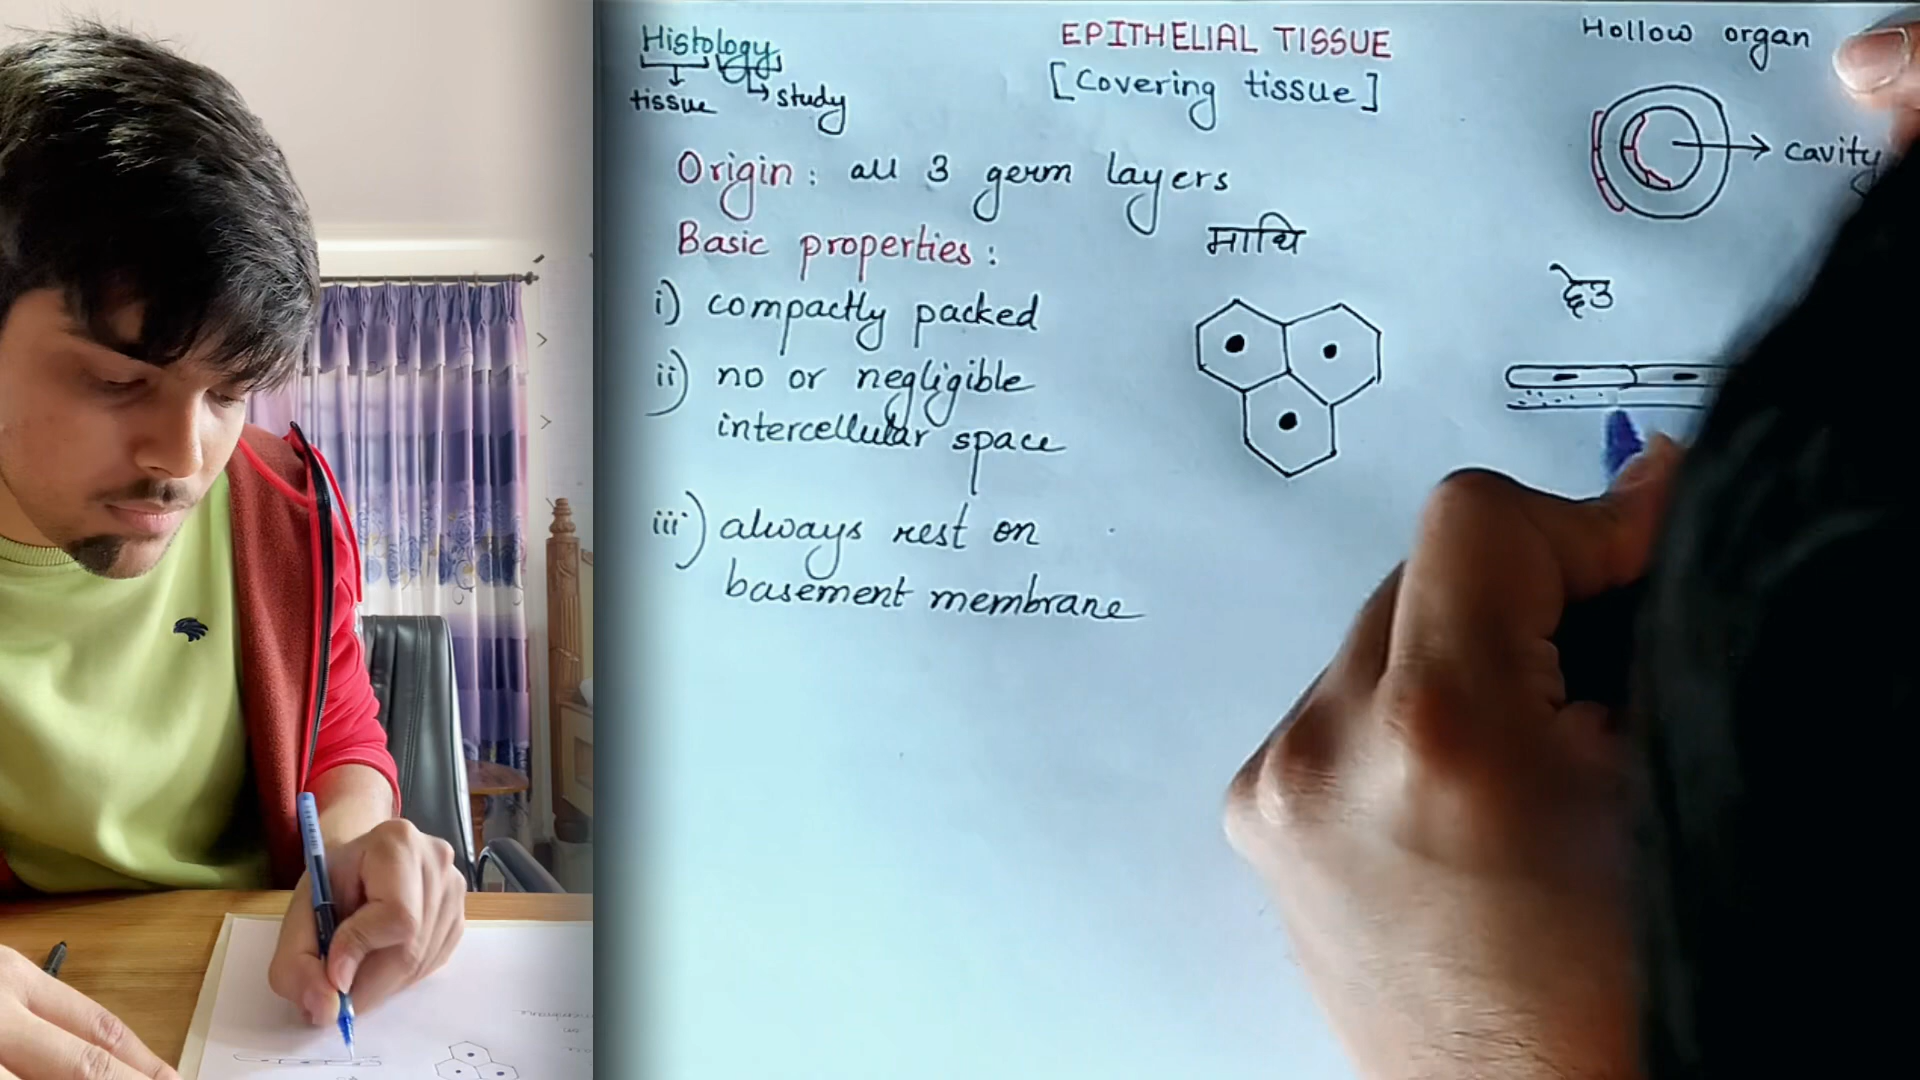 Histology
tissue
study
EPITHELIAL TISSUE
[Covering tissue]
Hollow organ
cavity
Origin: all 3 germ layers
Basic properties:
i) compactly packed
ii) no or negligible
intercellular space
iii) always rest on
basement membrane
माथि